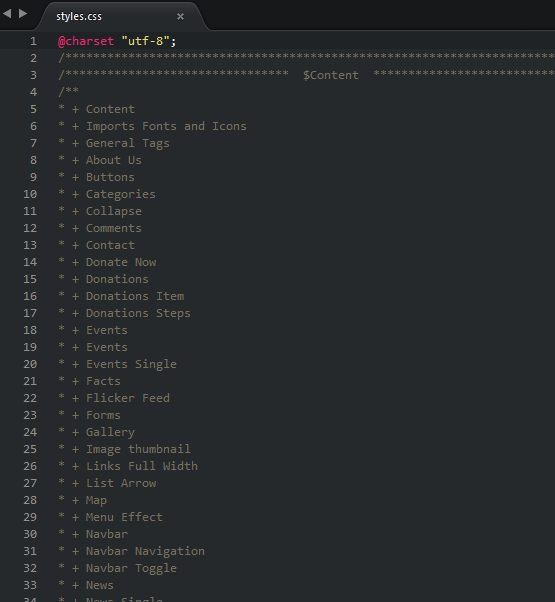 styles.css ×
1 @charset "utf-8";
2 /**********************************************************************
3 /******************************** $Content **************************
4 /**
5 * + Content
6 * + Imports Fonts and Icons
7 * + General Tags
8 * + About Us
9 * + Buttons
10 * + Categories
11 * + Collapse
12 * + Comments
13 * + Contact
14 * + Donate Now
15 * + Donations
16 * + Donations Item
17 * + Donations Steps
18 * + Events
19 * + Events
20 * + Events Single
21 * + Facts
22 * + Flicker Feed
23 * + Forms
24 * + Gallery
25 * + Image thumbnail
26 * + Links Full Width
27 * + List Arrow
28 * + Map
29 * + Menu Effect
30 * + Navbar
31 * + Navbar Navigation
32 * + Navbar Toggle
33 * + News
34 * + News Single